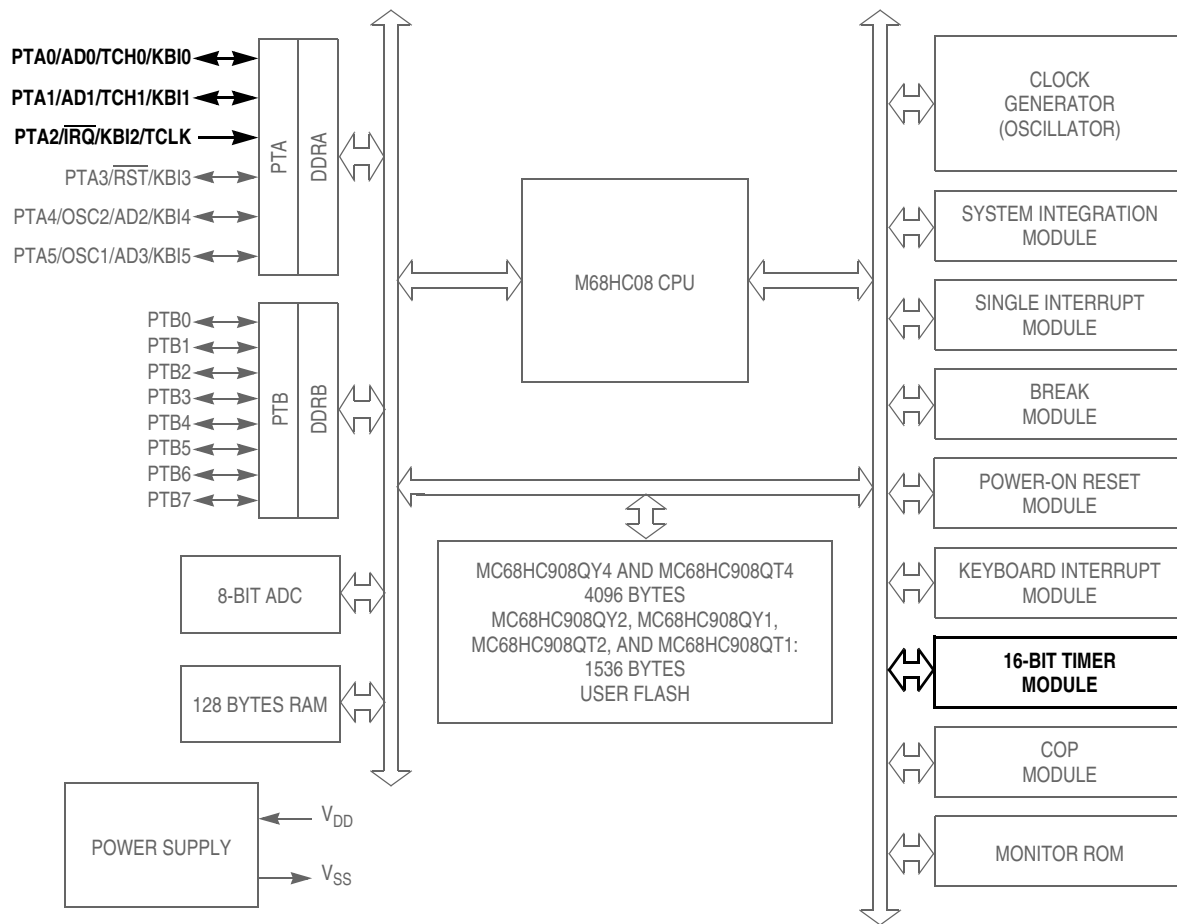 PTA0/AD0/TCH0/KBI0
PTA1/AD1/TCH1/KBI1
PTA2/I̅R̅Q̅/KBI2/TCLK
PTA3/R̅S̅T̅/KBI3
PTA4/OSC2/AD2/KBI4
PTA5/OSC1/AD3/KBI5
PTA
DDRA
PTB0
PTB1
PTB2
PTB3
PTB4
PTB5
PTB6
PTB7
PTB
DDRB
8-BIT ADC
128 BYTES RAM
POWER SUPPLY
VDD
VSS
M68HC08 CPU
MC68HC908QY4 AND MC68HC908QT4
4096 BYTES
MC68HC908QY2, MC68HC908QY1,
MC68HC908QT2, AND MC68HC908QT1:
1536 BYTES
USER FLASH
CLOCK
GENERATOR
(OSCILLATOR)
SYSTEM INTEGRATION
MODULE
SINGLE INTERRUPT
MODULE
BREAK
MODULE
POWER-ON RESET
MODULE
KEYBOARD INTERRUPT
MODULE
16-BIT TIMER
MODULE
COP
MODULE
MONITOR ROM